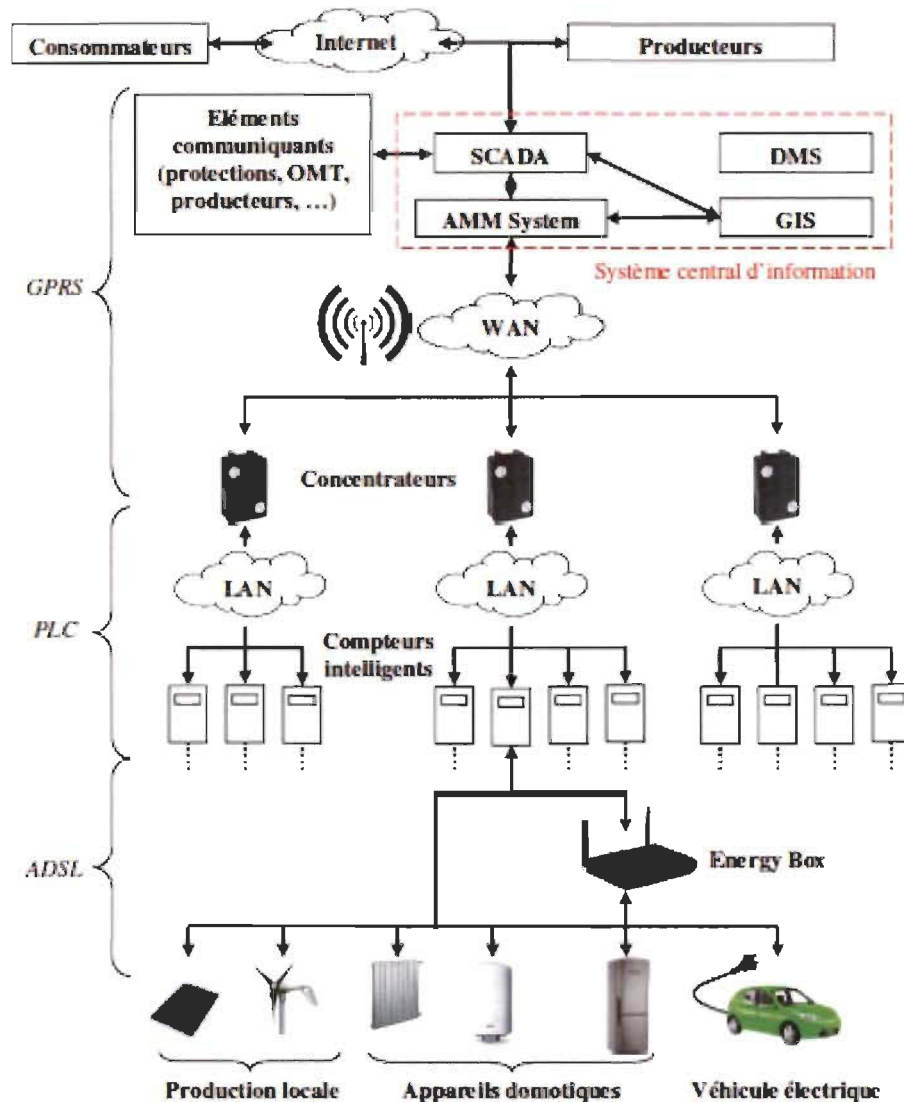 Consommateurs
Internet
Producteurs
Eléments
communiquants
(protections, OMT,
producteurs, …)
SCADA
DMS
AMM System
GIS
Système central d'information
GPRS
WAN
Concentrateurs
LAN
LAN
LAN
PLC
Compteurs
intelligents
ADSL
Energy Box
Production locale
Appareils domotiques
Véhicule électrique